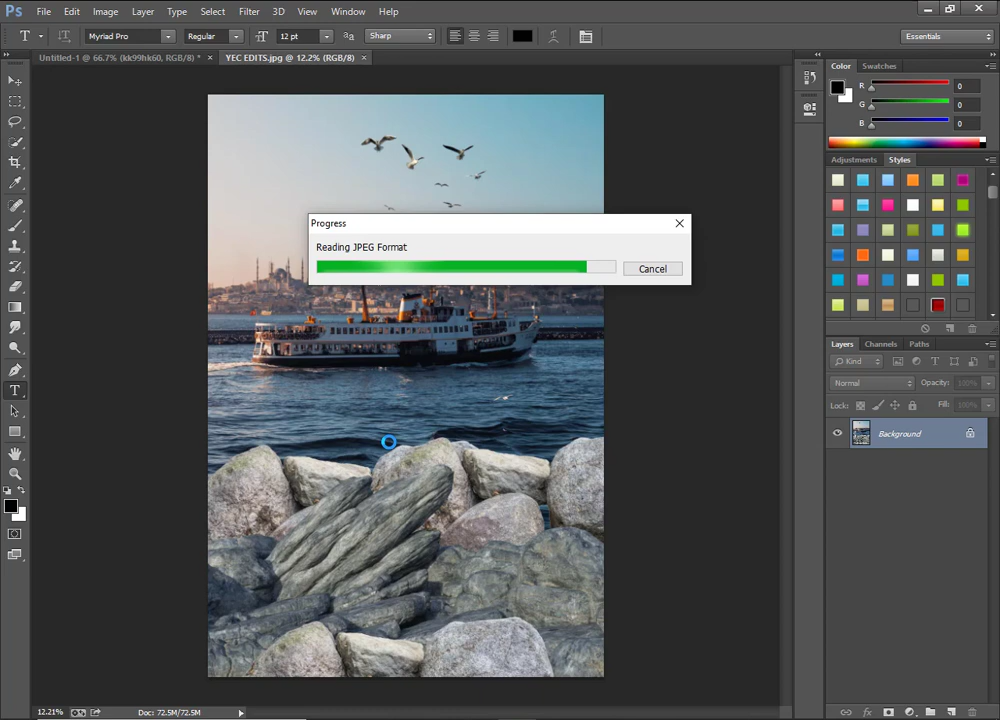 Ps File Edit Image Layer Type Select Filter 3D View Window Help
T T Myriad Pro Regular T 12 pt aa Sharp Essentials
Untitled-1 @ 66.7% (kk99hk60, RGB/8) * × YEC EDITS.jpg @ 12.2% (RGB/8) ×
Color Swatches
R 0
G 0
B 0
Adjustments Styles
Progress
Reading JPEG Format
Cancel
Layers Channels Paths
Kind
Normal Opacity: 100%
Lock: Fill: 100%
Background
12.21% Doc: 72.5M/72.5M